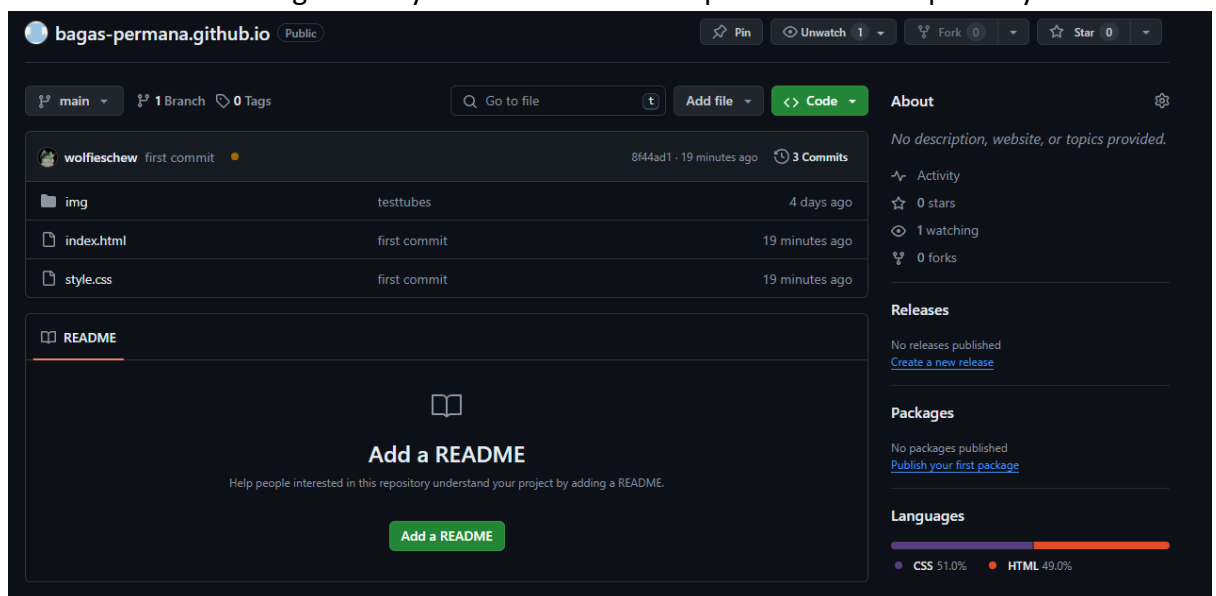 bagas-permana.github.io Public Pin Unwatch 1 Fork 0 Star 0
main 1 Branch 0 Tags Go to file t Add file <> Code
wolfieschew first commit 8f44ad1 · 19 minutes ago 3 Commits
img testtubes 4 days ago
index.html first commit 19 minutes ago
style.css first commit 19 minutes ago
README
Add a README
Help people interested in this repository understand your project by adding a README.
Add a README
About
No description, website, or topics provided.
Activity
0 stars
1 watching
0 forks
Releases
No releases published
Create a new release
Packages
No packages published
Publish your first package
Languages
CSS 51.0% HTML 49.0%